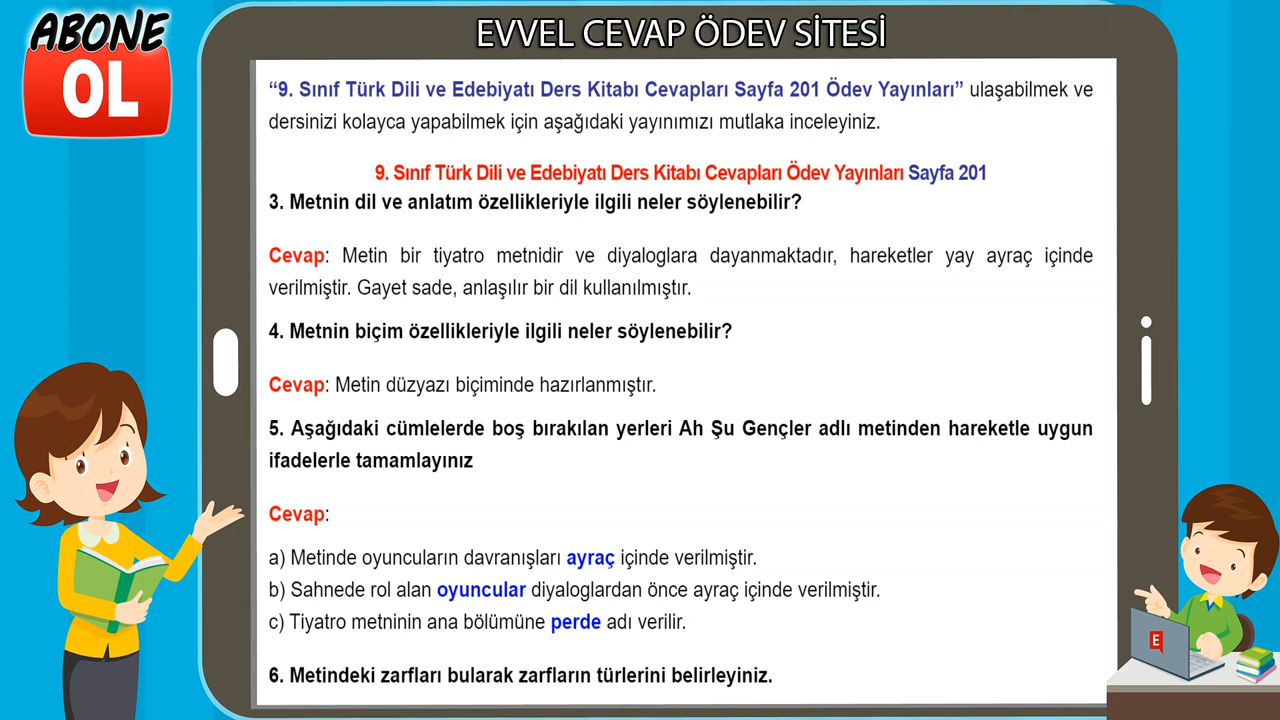 ABONE
OL
EVVEL CEVAP ÖDEV SİTESİ
“9. Sınıf Türk Dili ve Edebiyatı Ders Kitabı Cevapları Sayfa 201 Ödev Yayınları” ulaşabilmek ve
dersinizi kolayca yapabilmek için aşağıdaki yayınımızı mutlaka inceleyiniz.
9. Sınıf Türk Dili ve Edebiyatı Ders Kitabı Cevapları Ödev Yayınları Sayfa 201
3. Metnin dil ve anlatım özellikleriyle ilgili neler söylenebilir?
Cevap: Metin bir tiyatro metnidir ve diyaloglara dayanmaktadır, hareketler yay ayraç içinde
verilmiştir. Gayet sade, anlaşılır bir dil kullanılmıştır.
4. Metnin biçim özellikleriyle ilgili neler söylenebilir?
Cevap: Metin düzyazı biçiminde hazırlanmıştır.
5. Aşağıdaki cümlelerde boş bırakılan yerleri Ah Şu Gençler adlı metinden hareketle uygun
ifadelerle tamamlayınız
Cevap:
a) Metinde oyuncuların davranışları ayraç içinde verilmiştir.
b) Sahnede rol alan oyuncular diyaloglardan önce ayraç içinde verilmiştir.
c) Tiyatro metninin ana bölümüne perde adı verilir.
6. Metindeki zarfları bularak zarfların türlerini belirleyiniz.
E